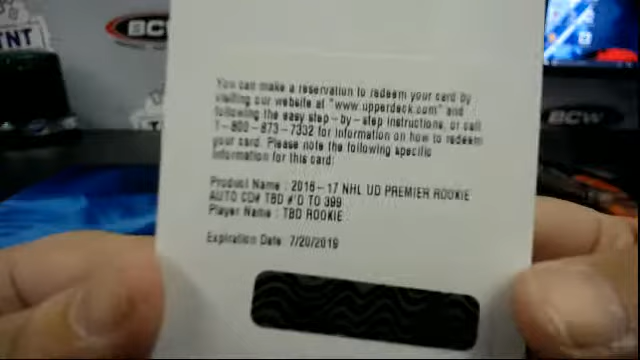 TNT
BCW
You can make a reservation to redeem your card by
visiting our website at "www.upperdeck.com" and
following the easy step-by-step instructions, or call
1-800-873-7332 for information on how to redeem
your card. Please note the following specific
information for this card:
Product Name : 2016-17 NHL UD PREMIER ROOKIE
AUTO CD# TBD #'D TO 399
Player Name : TBD ROOKIE
Expiration Date 7/20/2019
BCW
BCW